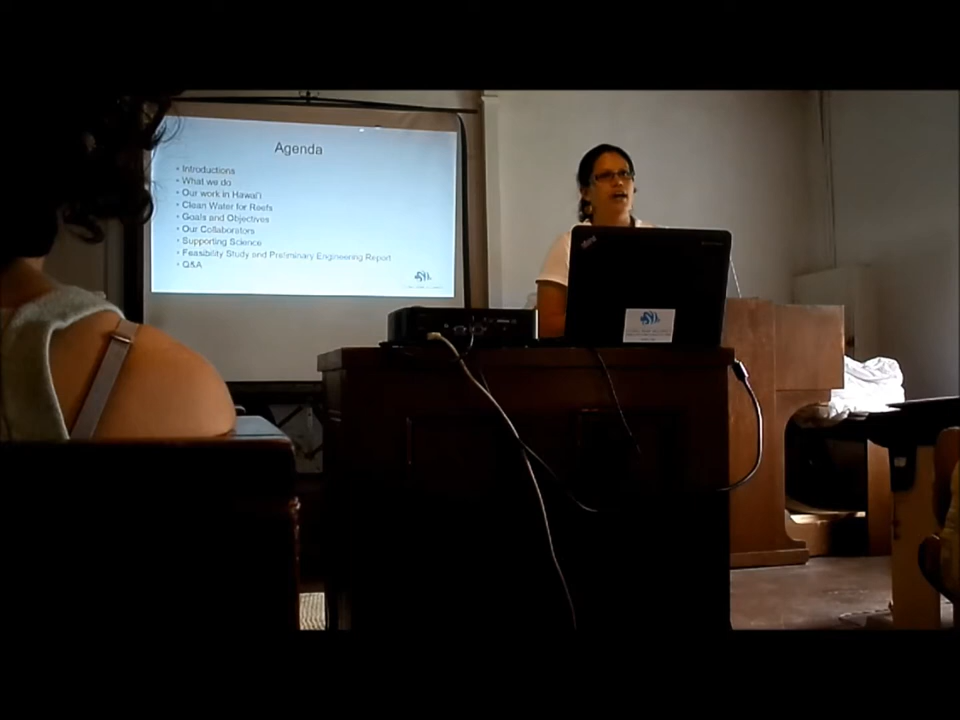 Agenda
• Introductions
• What we do
• Our work in Hawai'i
• Clean Water for Reefs
• Goals and Objectives
• Our Collaborators
• Supporting Science
• Feasibility Study and Preliminary Engineering Report
• Q&A